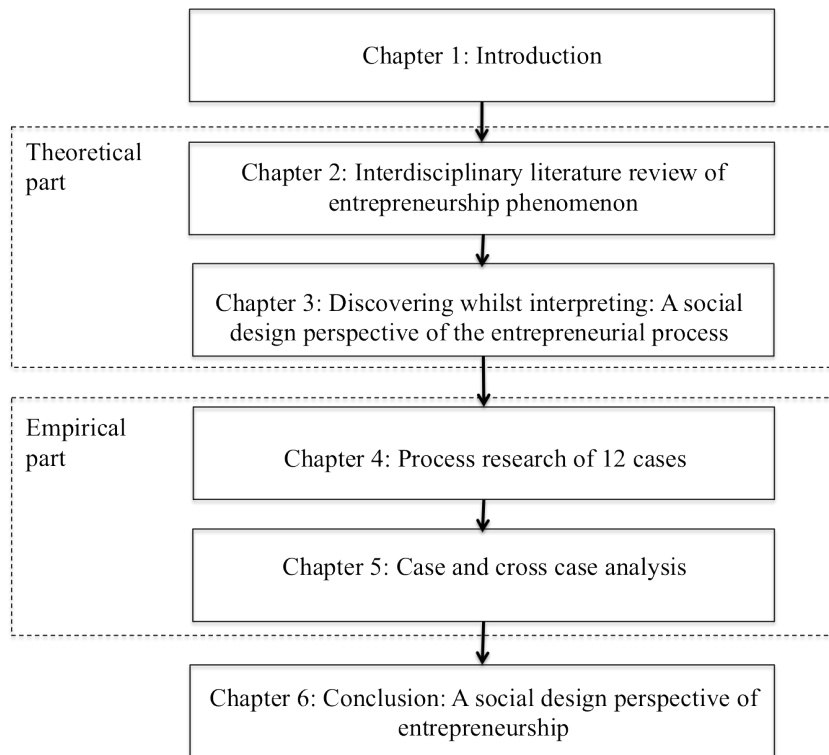 Chapter 1: Introduction
Theoretical
part
Chapter 2: Interdisciplinary literature review of
entrepreneurship phenomenon
Chapter 3: Discovering whilst interpreting: A social
design perspective of the entrepreneurial process
Empirical
part
Chapter 4: Process research of 12 cases
Chapter 5: Case and cross case analysis
Chapter 6: Conclusion: A social design perspective of
entrepreneurship